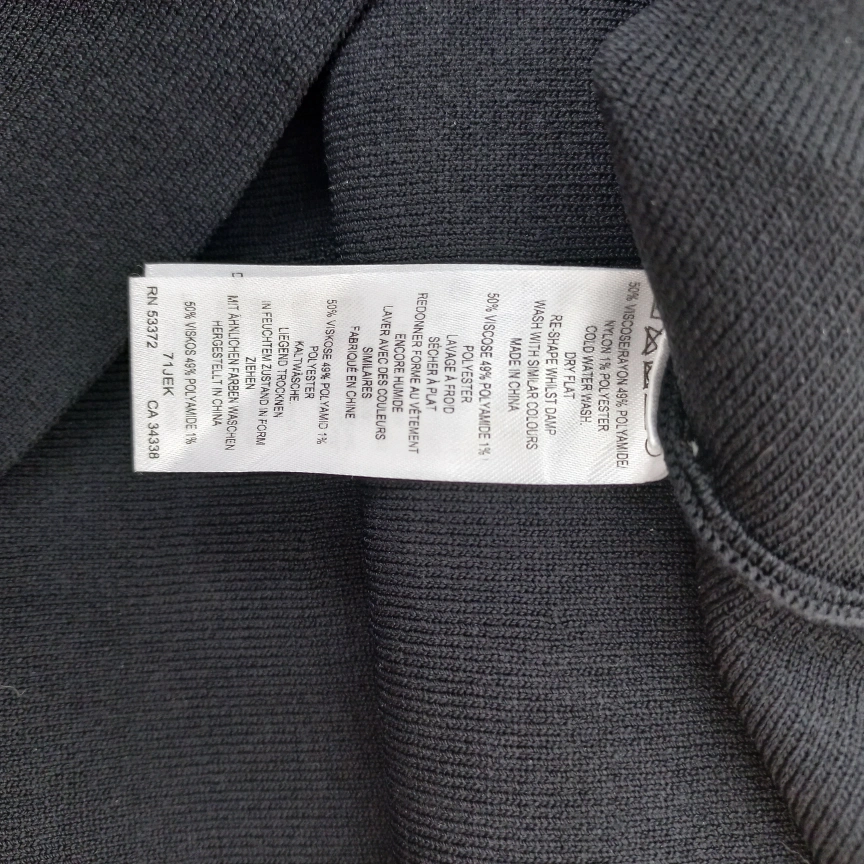 50% VISCOSE/RAYON 49% POLYAMIDE/
NYLON 1% POLYESTER
COLD WATER WASH.
DRY FLAT
RE-SHAPE WHILST DAMP
WASH WITH SIMILAR COLOURS
MADE IN CHINA
50% VISCOSE 49% POLYAMIDE 1%
POLYESTER
LAVAGE À FROID
SÉCHER À PLAT
REDONNER FORME AU VÊTEMENT
ENCORE HUMIDE
LAVER AVEC DES COULEURS
SIMILAIRES
FABRIQUÉ EN CHINE
50% VISKOSE 49% POLYAMID 1%
POLYESTER
KALTWÄSCHE
LIEGEND TROCKNEN
IN FEUCHTEM ZUSTAND IN FORM
ZIEHEN
MIT ÄHNLICHEN FARBEN WASCHEN
HERGESTELLT IN CHINA
50% VISKOS 49% POLYAMIDE 1%
71JEK
RN 53372 CA 34338